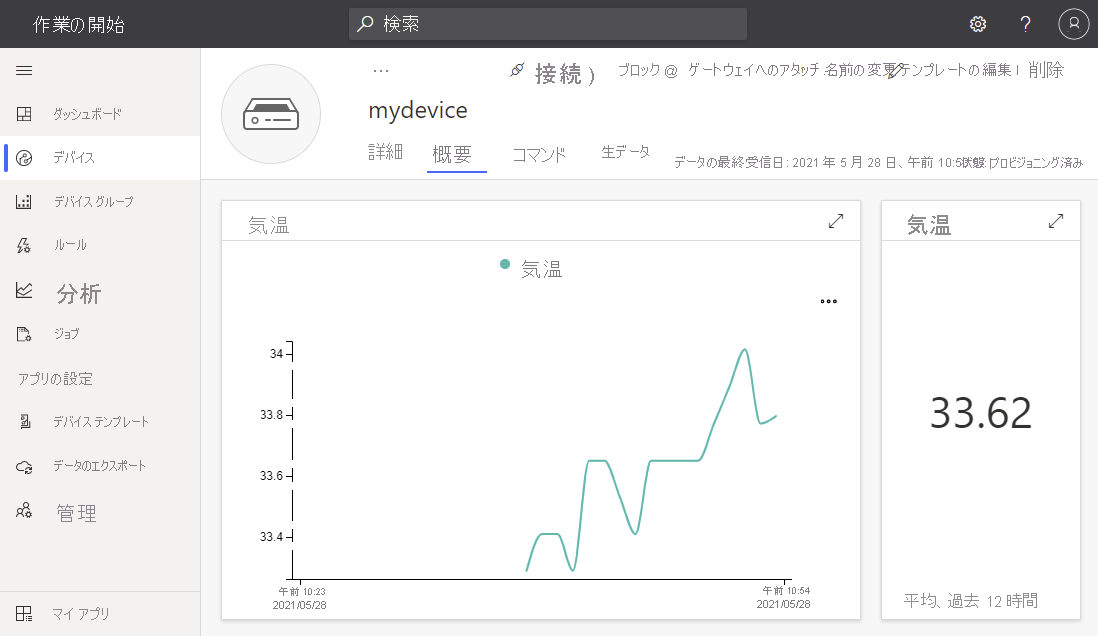 作業の開始
検索
?
ダッシュボード
デバイス
デバイス グループ
ルール
分析
ジョブ
アプリの設定
デバイス テンプレート
データのエクスポート
管理
マイ アプリ
...
接続 )
ブロック @
ゲートウェイへのアタッチ
名前の変更
テンプレートの編集
削除
mydevice
詳細
概要
コマンド
生データ
データの最終受信日: 2021 年 5 月 28 日、午前 10:5
状態: プロビジョニング済み
気温
気温
34
33.8
33.6
33.4
午前 10:23
2021/05/28
午前 10:54
2021/05/28
気温
33.62
平均、過去 12 時間